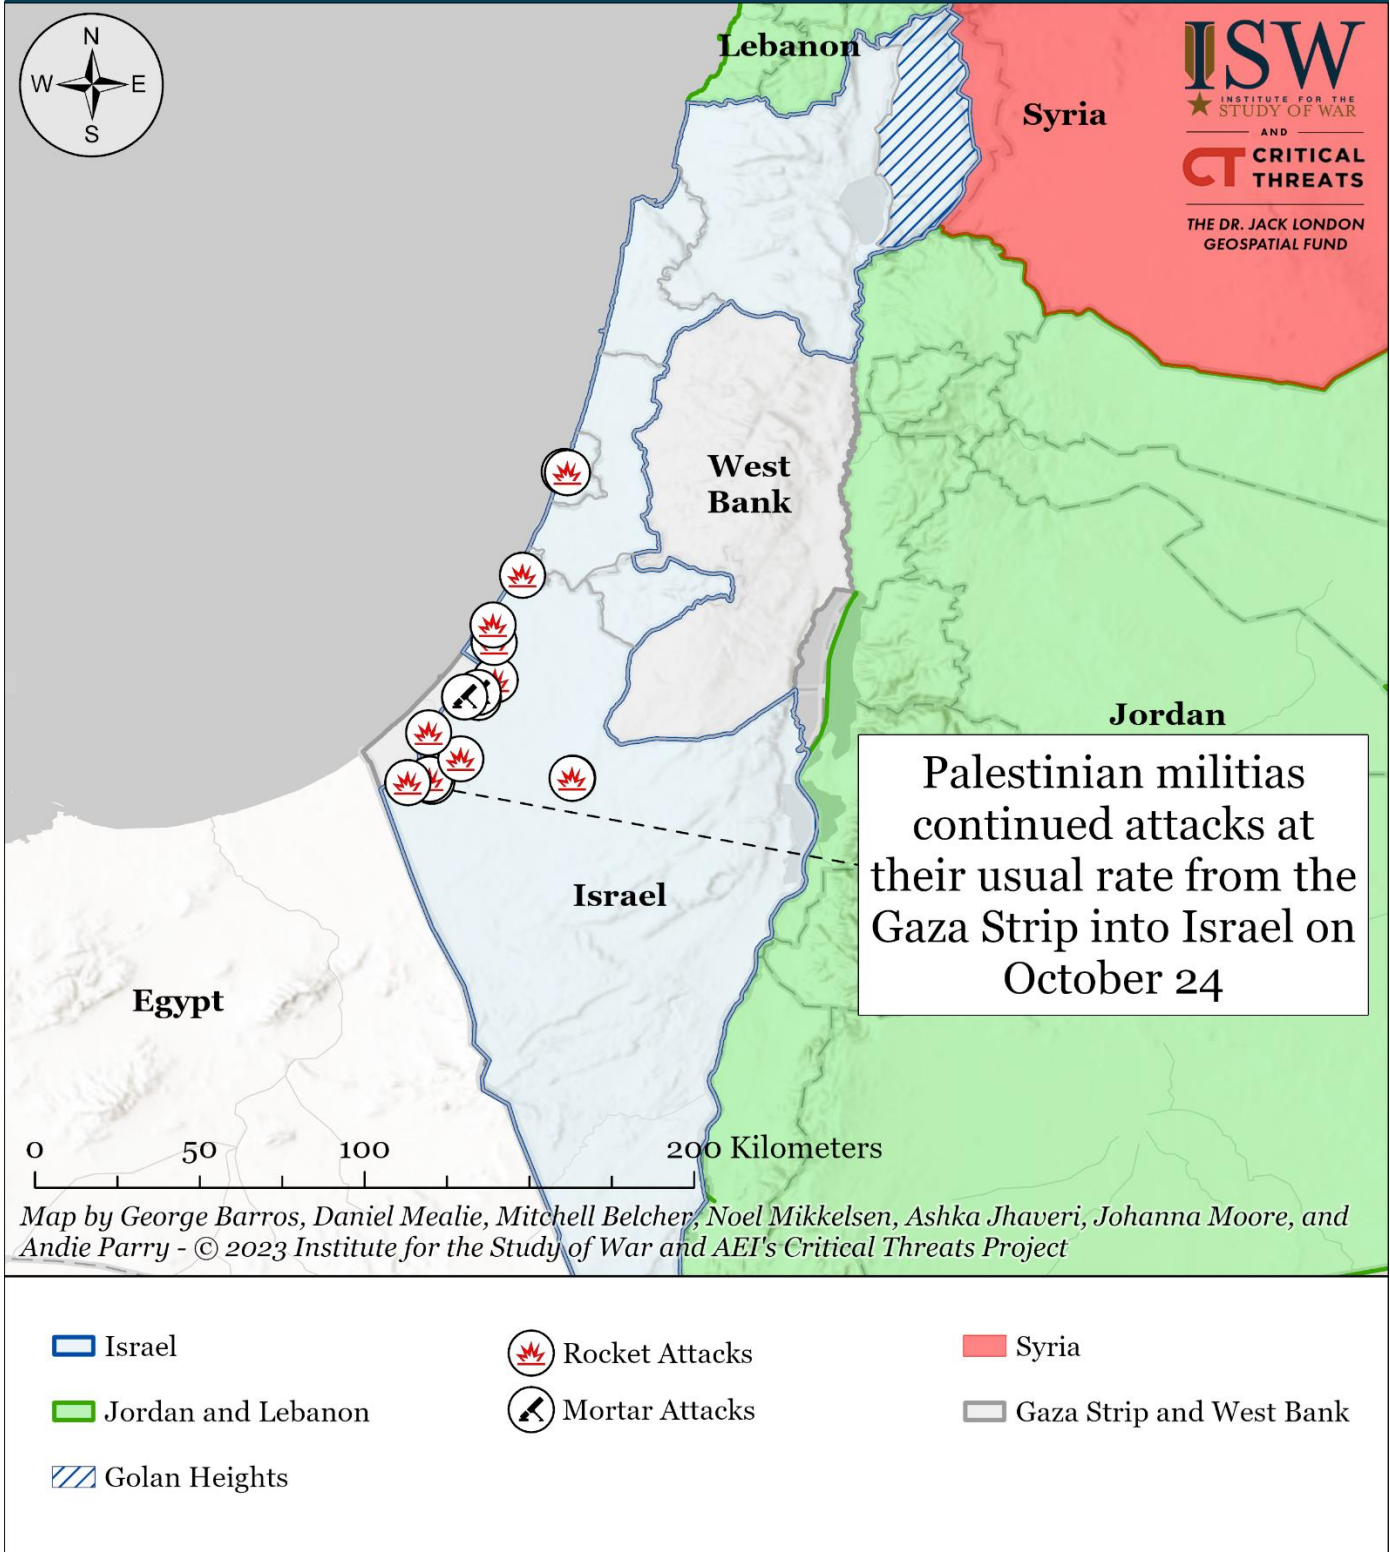 N
W E
S
Lebanon
Syria
ISW
INSTITUTE FOR THE
STUDY OF WAR
AND
CT CRITICAL
THREATS
THE DR. JACK LONDON
GEOSPATIAL FUND
West
Bank
Jordan
Palestinian militias
continued attacks at
their usual rate from the
Gaza Strip into Israel on
October 24
Israel
Egypt
0 50 100 200 Kilometers
Map by George Barros, Daniel Mealie, Mitchell Belcher, Noel Mikkelsen, Ashka Jhaveri, Johanna Moore, and
Andie Parry - © 2023 Institute for the Study of War and AEI's Critical Threats Project
Israel
Jordan and Lebanon
Golan Heights
Rocket Attacks
Mortar Attacks
Syria
Gaza Strip and West Bank